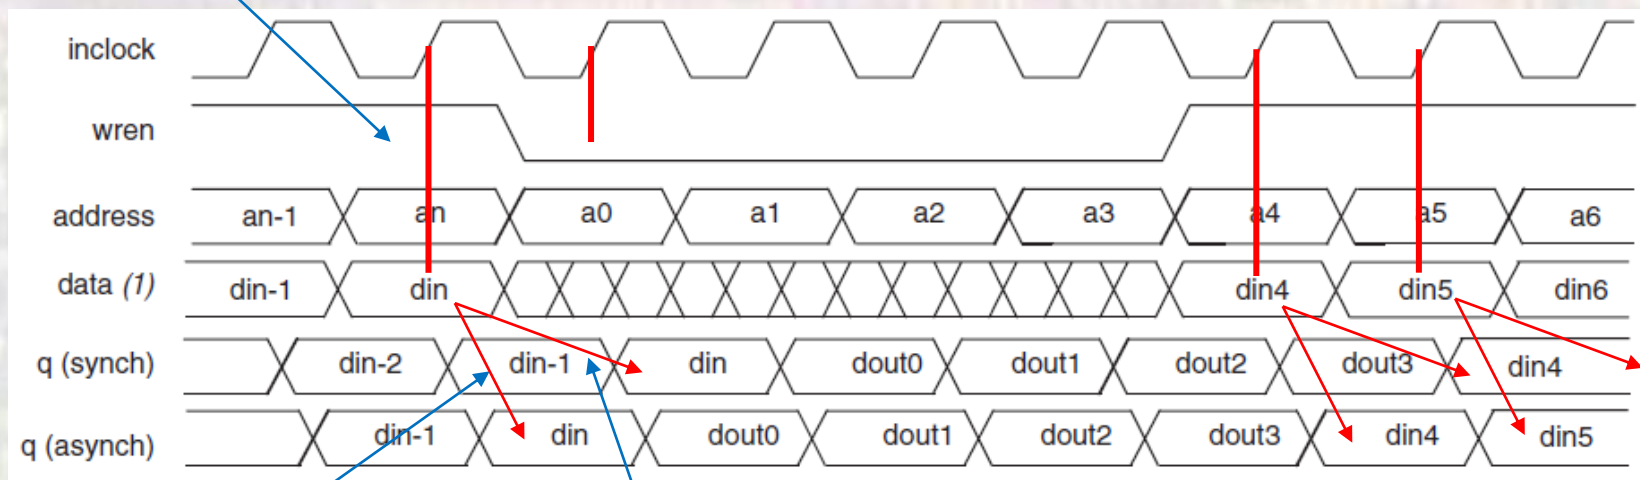 inclock
wren
address an-1 an a0 a1 a2 a3 a4 a5 a6
data (1) din-1 din din4 din5 din6
q (synch) din-2 din-1 din dout0 dout1 dout2 dout3 din4
q (asynch) din-1 din dout0 dout1 dout2 dout3 din4 din5